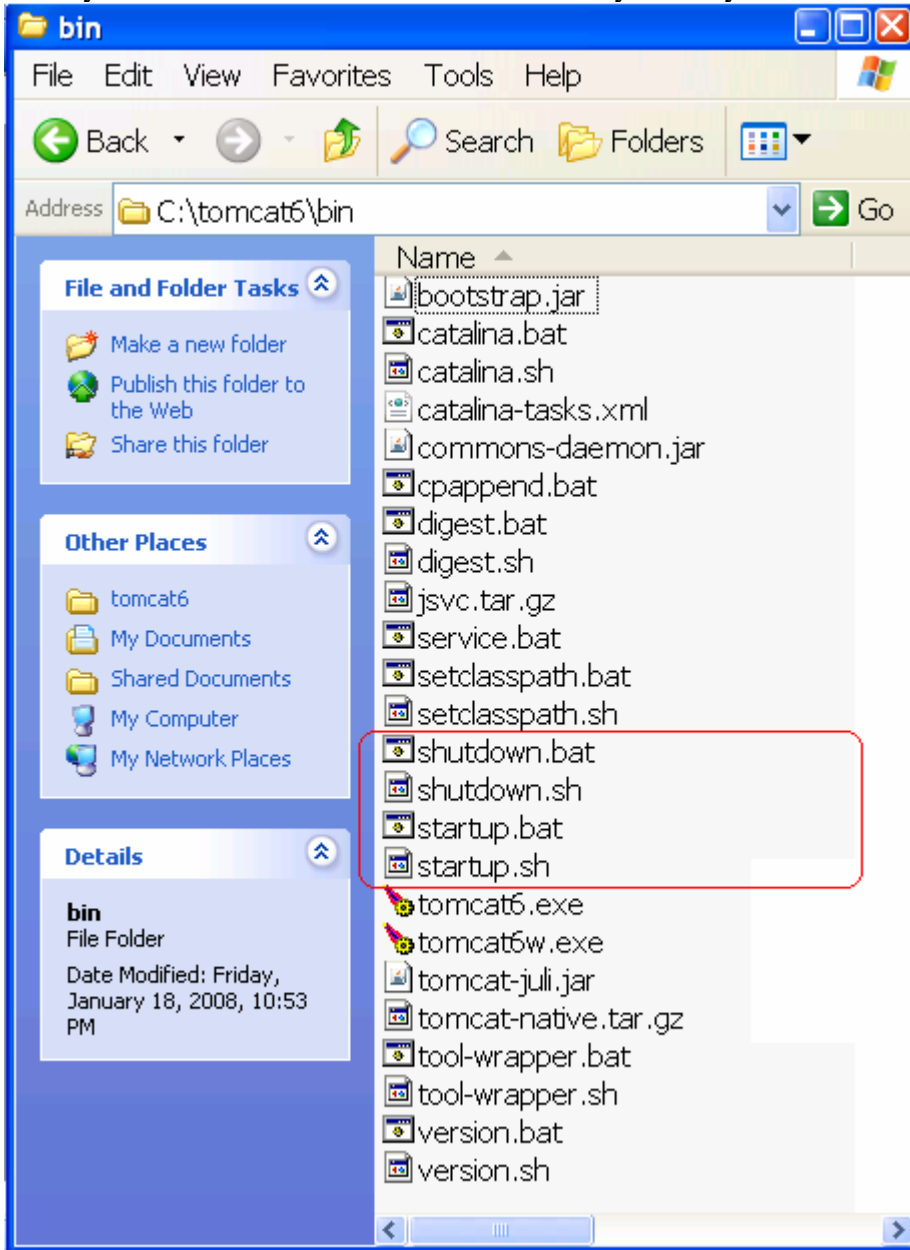 bin
File Edit View Favorites Tools Help
Back Search Folders
Address C:\tomcat6\bin Go
File and Folder Tasks
Make a new folder
Publish this folder to
the Web
Share this folder
Other Places
tomcat6
My Documents
Shared Documents
My Computer
My Network Places
Details
bin
File Folder
Date Modified: Friday,
January 18, 2008, 10:53
PM
Name
bootstrap.jar
catalina.bat
catalina.sh
catalina-tasks.xml
commons-daemon.jar
cpappend.bat
digest.bat
digest.sh
jsvc.tar.gz
service.bat
setclasspath.bat
setclasspath.sh
shutdown.bat
shutdown.sh
startup.bat
startup.sh
tomcat6.exe
tomcat6w.exe
tomcat-juli.jar
tomcat-native.tar.gz
tool-wrapper.bat
tool-wrapper.sh
version.bat
version.sh